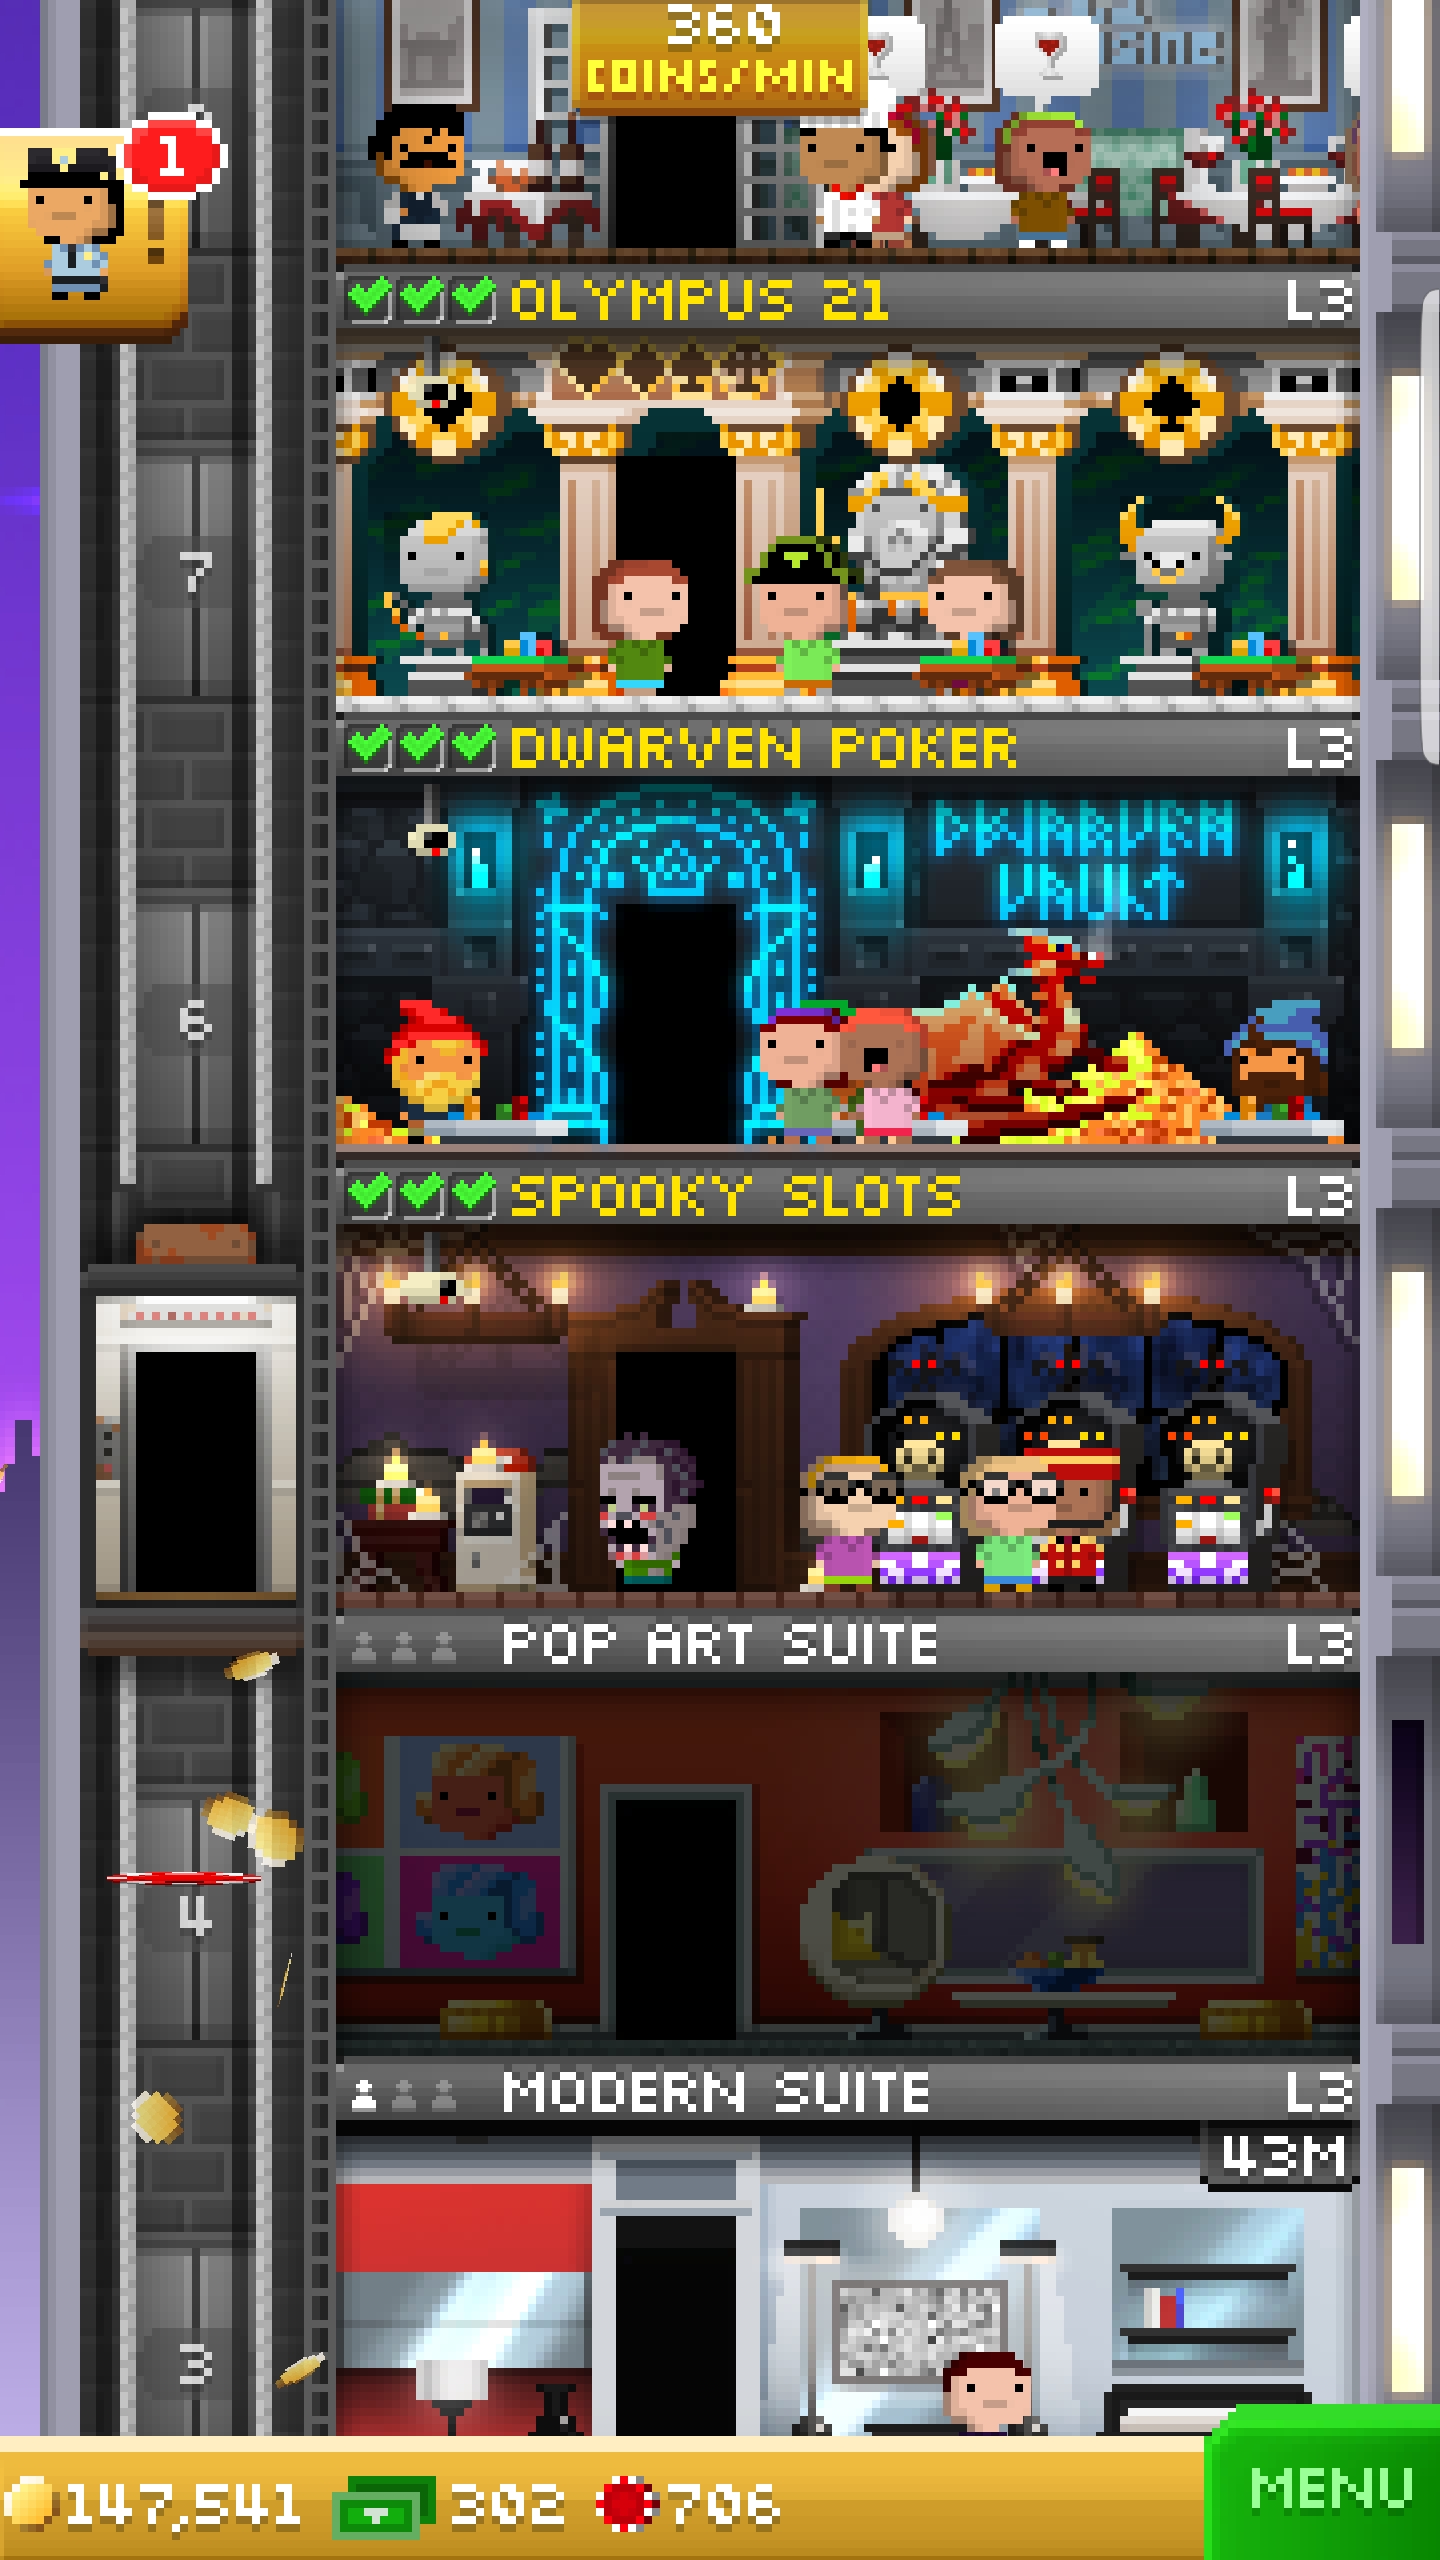 360
COINS/MIN
isine
1
OLYMPUS 21 L3
7
DWARVEN POKER L3
DWARVEN
VAULT
6
SPOOKY SLOTS L3
POP ART SUITE L3
4
MODERN SUITE L3
43M
3
147,541 302 706
MENU